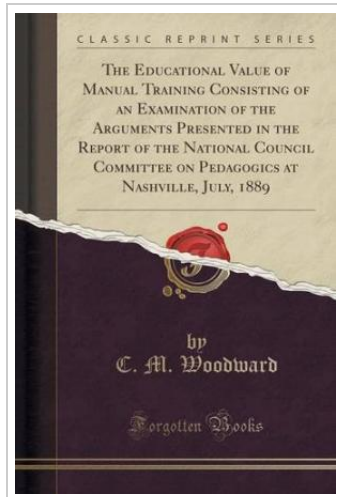 CLASSIC REPRINT SERIES
THE EDUCATIONAL VALUE OF
MANUAL TRAINING CONSISTING OF
AN EXAMINATION OF THE
ARGUMENTS PRESENTED IN THE
REPORT OF THE NATIONAL COUNCIL
COMMITTEE ON PEDAGOGICS AT
NASHVILLE, JULY, 1889
by
C. M. Woodward
Forgotten Books